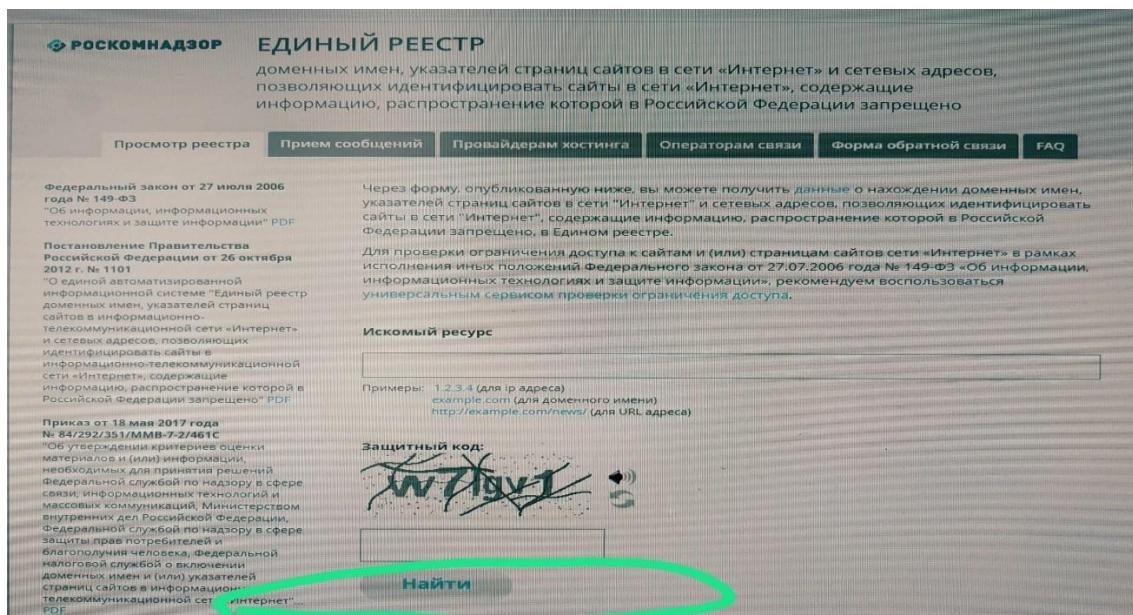 РОСКОМНАДЗОР
ЕДИНЫЙ РЕЕСТР
доменных имен, указателей страниц сайтов в сети «Интернет» и сетевых адресов,
позволяющих идентифицировать сайты в сети «Интернет», содержащие
информацию, распространение которой в Российской Федерации запрещено
Просмотр реестра Прием сообщений Провайдерам хостинга Операторам связи Форма обратной связи FAQ
Федеральный закон от 27 июля 2006
года № 149-ФЗ
"Об информации, информационных
технологиях и защите информации" PDF
Постановление Правительства
Российской Федерации от 26 октября
2012 г. № 1101
"О единой автоматизированной
информационной системе "Единый реестр
доменных имен, указателей страниц
сайтов в информационно-
телекоммуникационной сети «Интернет»
и сетевых адресов, позволяющих
идентифицировать сайты в
информационно-телекоммуникационной
сети «Интернет», содержащие
информацию, распространение которой в
Российской Федерации запрещено" PDF
Приказ от 18 мая 2017 года
№ 84/292/351/ММВ-7-2/461С
"Об утверждении критериев оценки
материалов и (или) информации,
необходимых для принятия решений
Федеральной службой по надзору в сфере
связи, информационных технологий и
массовых коммуникаций, Министерством
внутренних дел Российской Федерации,
Федеральной службой по надзору в сфере
защиты прав потребителей и
благополучия человека, Федеральной
налоговой службой о включении
доменных имен и (или) указателей
страниц сайтов в информационно-
телекоммуникационной сети "Интернет"...
PDF
Через форму, опубликованную ниже, вы можете получить данные о нахождении доменных имен,
указателей страниц сайтов в сети "Интернет" и сетевых адресов, позволяющих идентифицировать
сайты в сети "Интернет", содержащие информацию, распространение которой в Российской
Федерации запрещено, в Едином реестре.
Для проверки ограничения доступа к сайтам и (или) страницам сайтов сети «Интернет» в рамках
исполнения иных положений Федерального закона от 27.07.2006 года № 149-ФЗ «Об информации,
информационных технологиях и защите информации», рекомендуем воспользоваться
универсальным сервисом проверки ограничения доступа.
Искомый ресурс
Примеры: 1.2.3.4 (для ip адреса)
example.com (для доменного имени)
http://example.com/news/ (для URL адреса)
Защитный код:
Найти